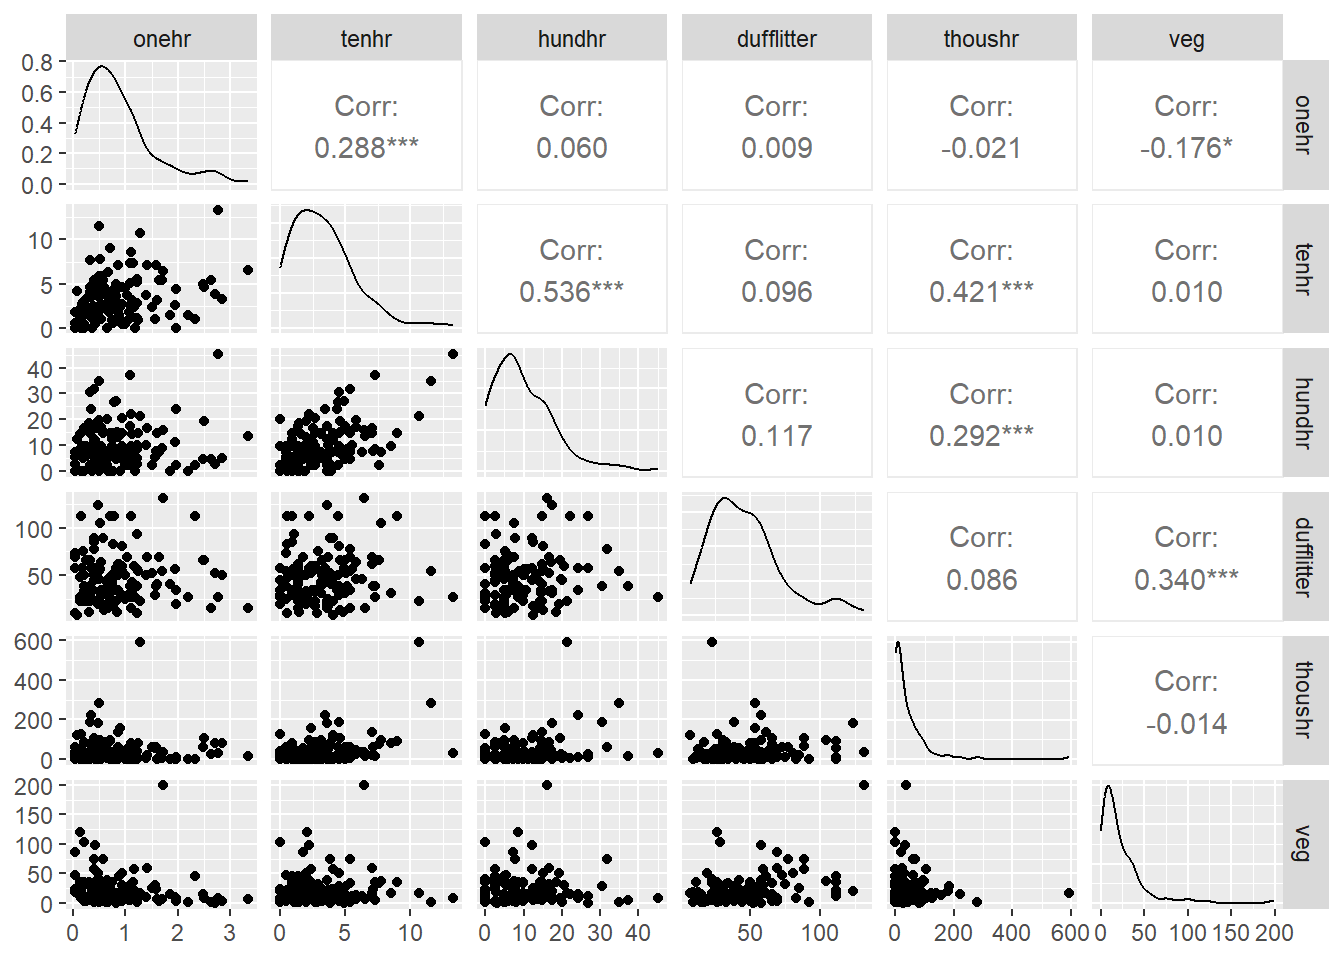 onehr tenhr hundhr dufflitter thoushr veg
0.8
0.6
0.4
0.2
0.0
Corr:
0.288***
Corr:
0.060
Corr:
0.009
Corr:
-0.021
Corr:
-0.176*
onehr
10
5
0
Corr:
0.536***
Corr:
0.096
Corr:
0.421***
Corr:
0.010
tenhr
40
30
20
10
0
Corr:
0.117
Corr:
0.292***
Corr:
0.010
hundhr
100
50
Corr:
0.086
Corr:
0.340***
dufflitter
600
400
200
0
Corr:
-0.014
thoushr
200
150
100
50
0
veg
0 1 2 3 0 5 10 0 10 20 30 40 50 100 0 200 400 600 0 50 100 150 200